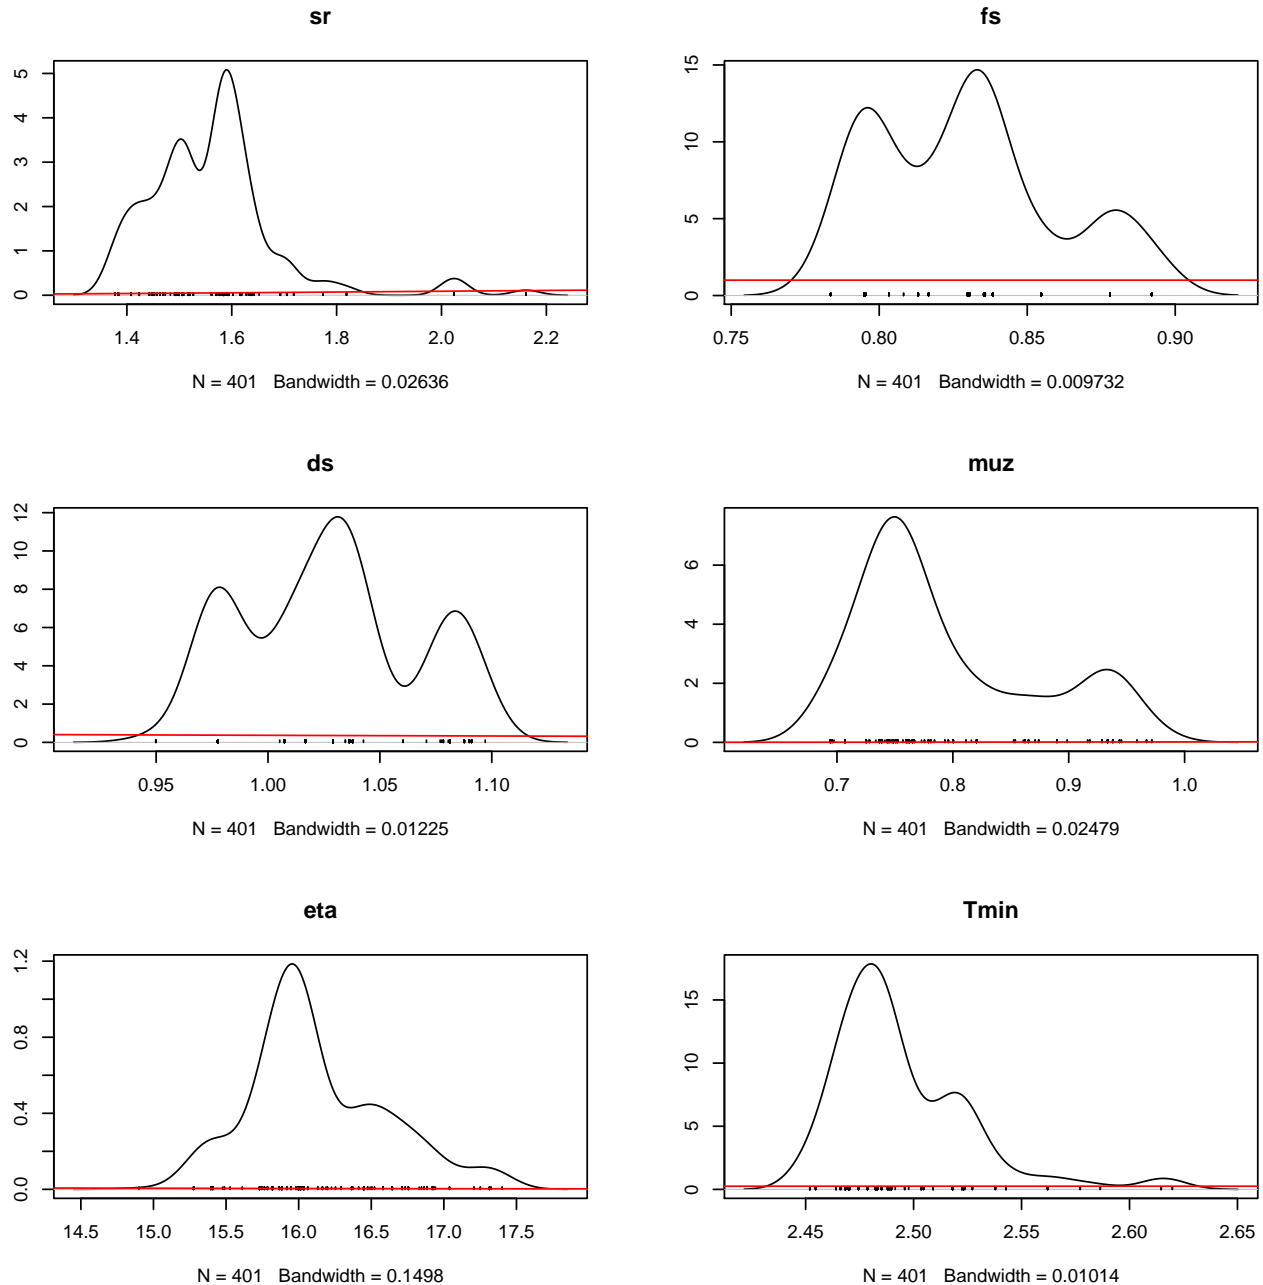 sr
5
4
3
2
1
0
1.4 1.6 1.8 2.0 2.2
N = 401 Bandwidth = 0.02636
fs
15
10
5
0
0.75 0.80 0.85 0.90
N = 401 Bandwidth = 0.009732
ds
12
10
8
6
4
2
0
0.95 1.00 1.05 1.10
N = 401 Bandwidth = 0.01225
muz
6
4
2
0
0.7 0.8 0.9 1.0
N = 401 Bandwidth = 0.02479
eta
1.2
0.8
0.4
0.0
14.5 15.0 15.5 16.0 16.5 17.0 17.5
N = 401 Bandwidth = 0.1498
Tmin
15
10
5
0
2.45 2.50 2.55 2.60 2.65
N = 401 Bandwidth = 0.01014